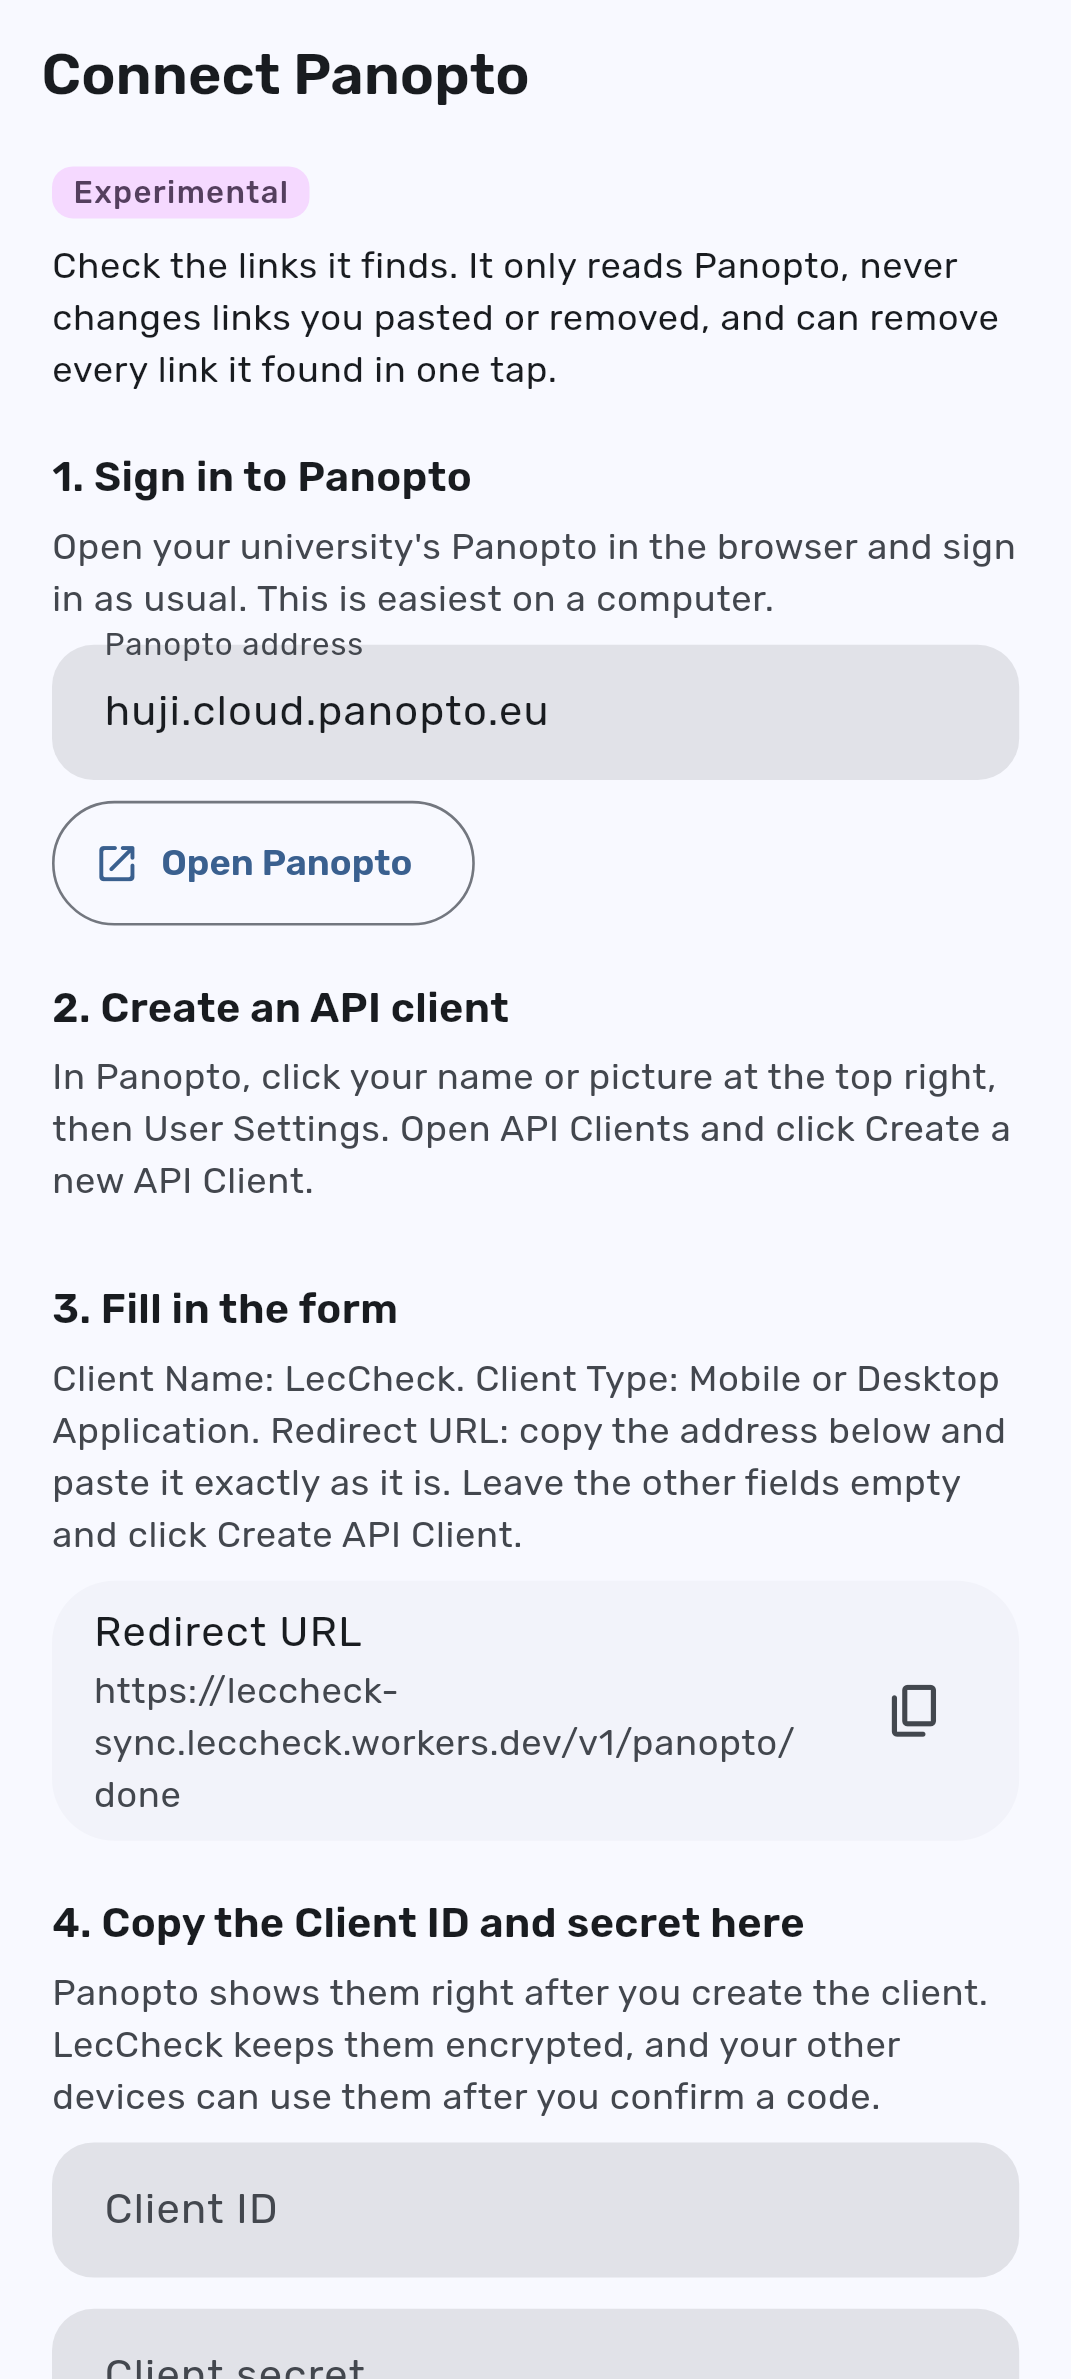 Connect Panopto
Experimental
Check the links it finds. It only reads Panopto, never
changes links you pasted or removed, and can remove
every link it found in one tap.
1. Sign in to Panopto
Open your university's Panopto in the browser and sign
in as usual. This is easiest on a computer.
Panopto address
huji.cloud.panopto.eu
Open Panopto
2. Create an API client
In Panopto, click your name or picture at the top right,
then User Settings. Open API Clients and click Create a
new API Client.
3. Fill in the form
Client Name: LecCheck. Client Type: Mobile or Desktop
Application. Redirect URL: copy the address below and
paste it exactly as it is. Leave the other fields empty
and click Create API Client.
Redirect URL
https://leccheck-
sync.leccheck.workers.dev/v1/panopto/
done
4. Copy the Client ID and secret here
Panopto shows them right after you create the client.
LecCheck keeps them encrypted, and your other
devices can use them after you confirm a code.
Client ID
Client secret